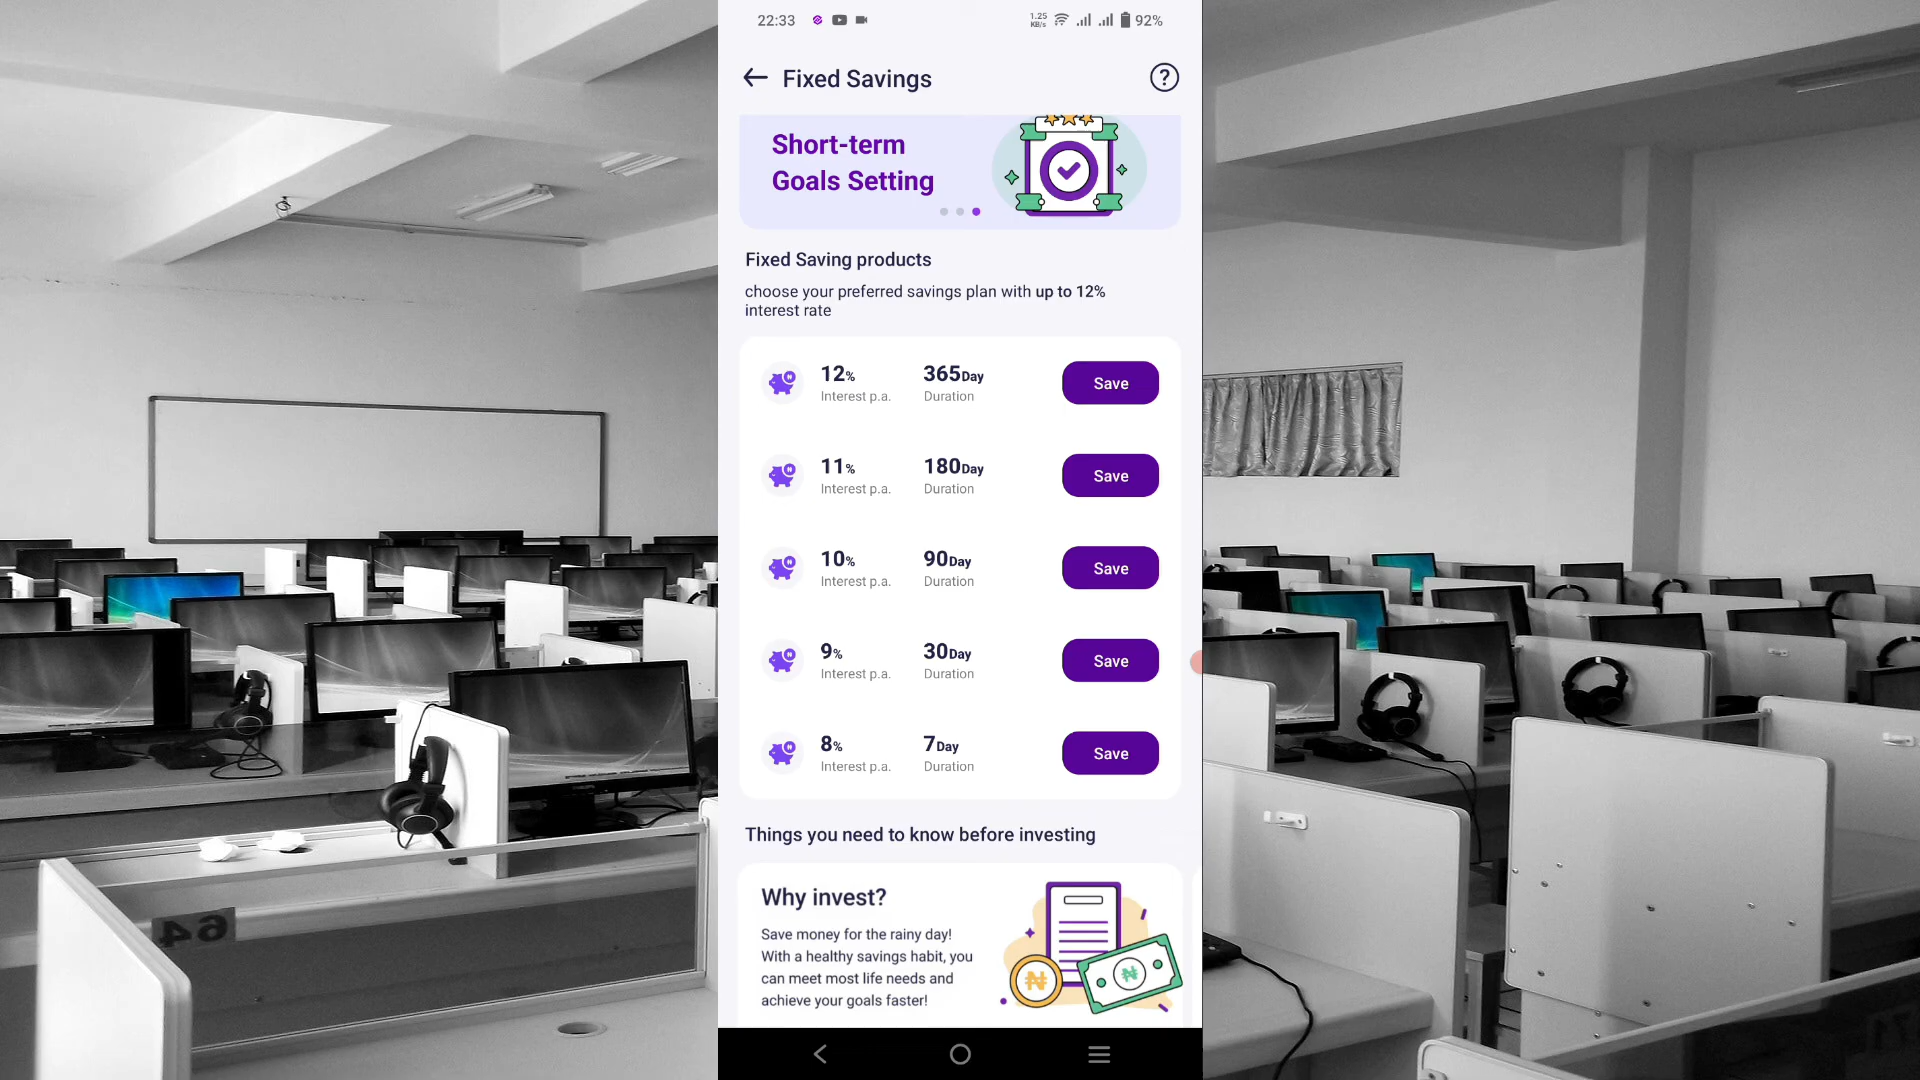 22:33
1.25
KB/s
92%
Fixed Savings
?
Short-term
Goals Setting
Fixed Saving products
choose your preferred savings plan with up to 12%
interest rate
12% 365Day Save
Interest p.a. Duration
11% 180Day Save
Interest p.a. Duration
10% 90Day Save
Interest p.a. Duration
9% 30Day Save
Interest p.a. Duration
8% 7Day Save
Interest p.a. Duration
Things you need to know before investing
Why invest?
Save money for the rainy day!
With a healthy savings habit, you
can meet most life needs and
achieve your goals faster!
₦
₦
64